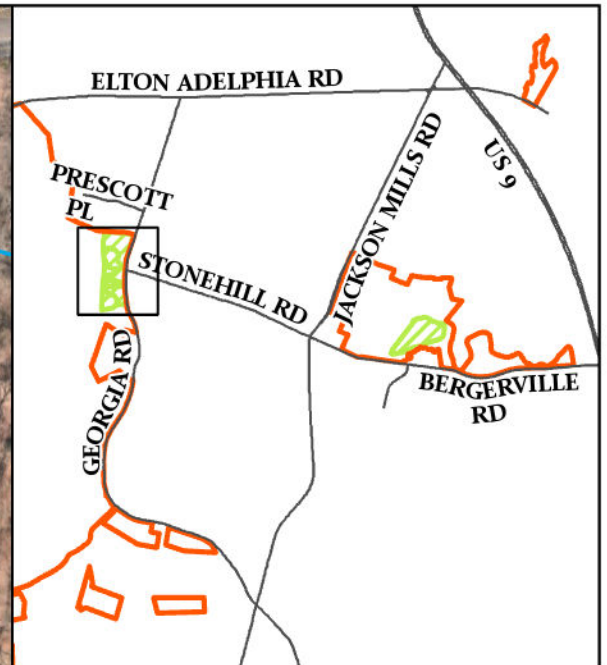 ELTON ADELPHIA RD
US 9
JACKSON MILLS RD
PRESCOTT
PL
STONEHILL RD
GEORGIA RD
BERGERVILLE
RD